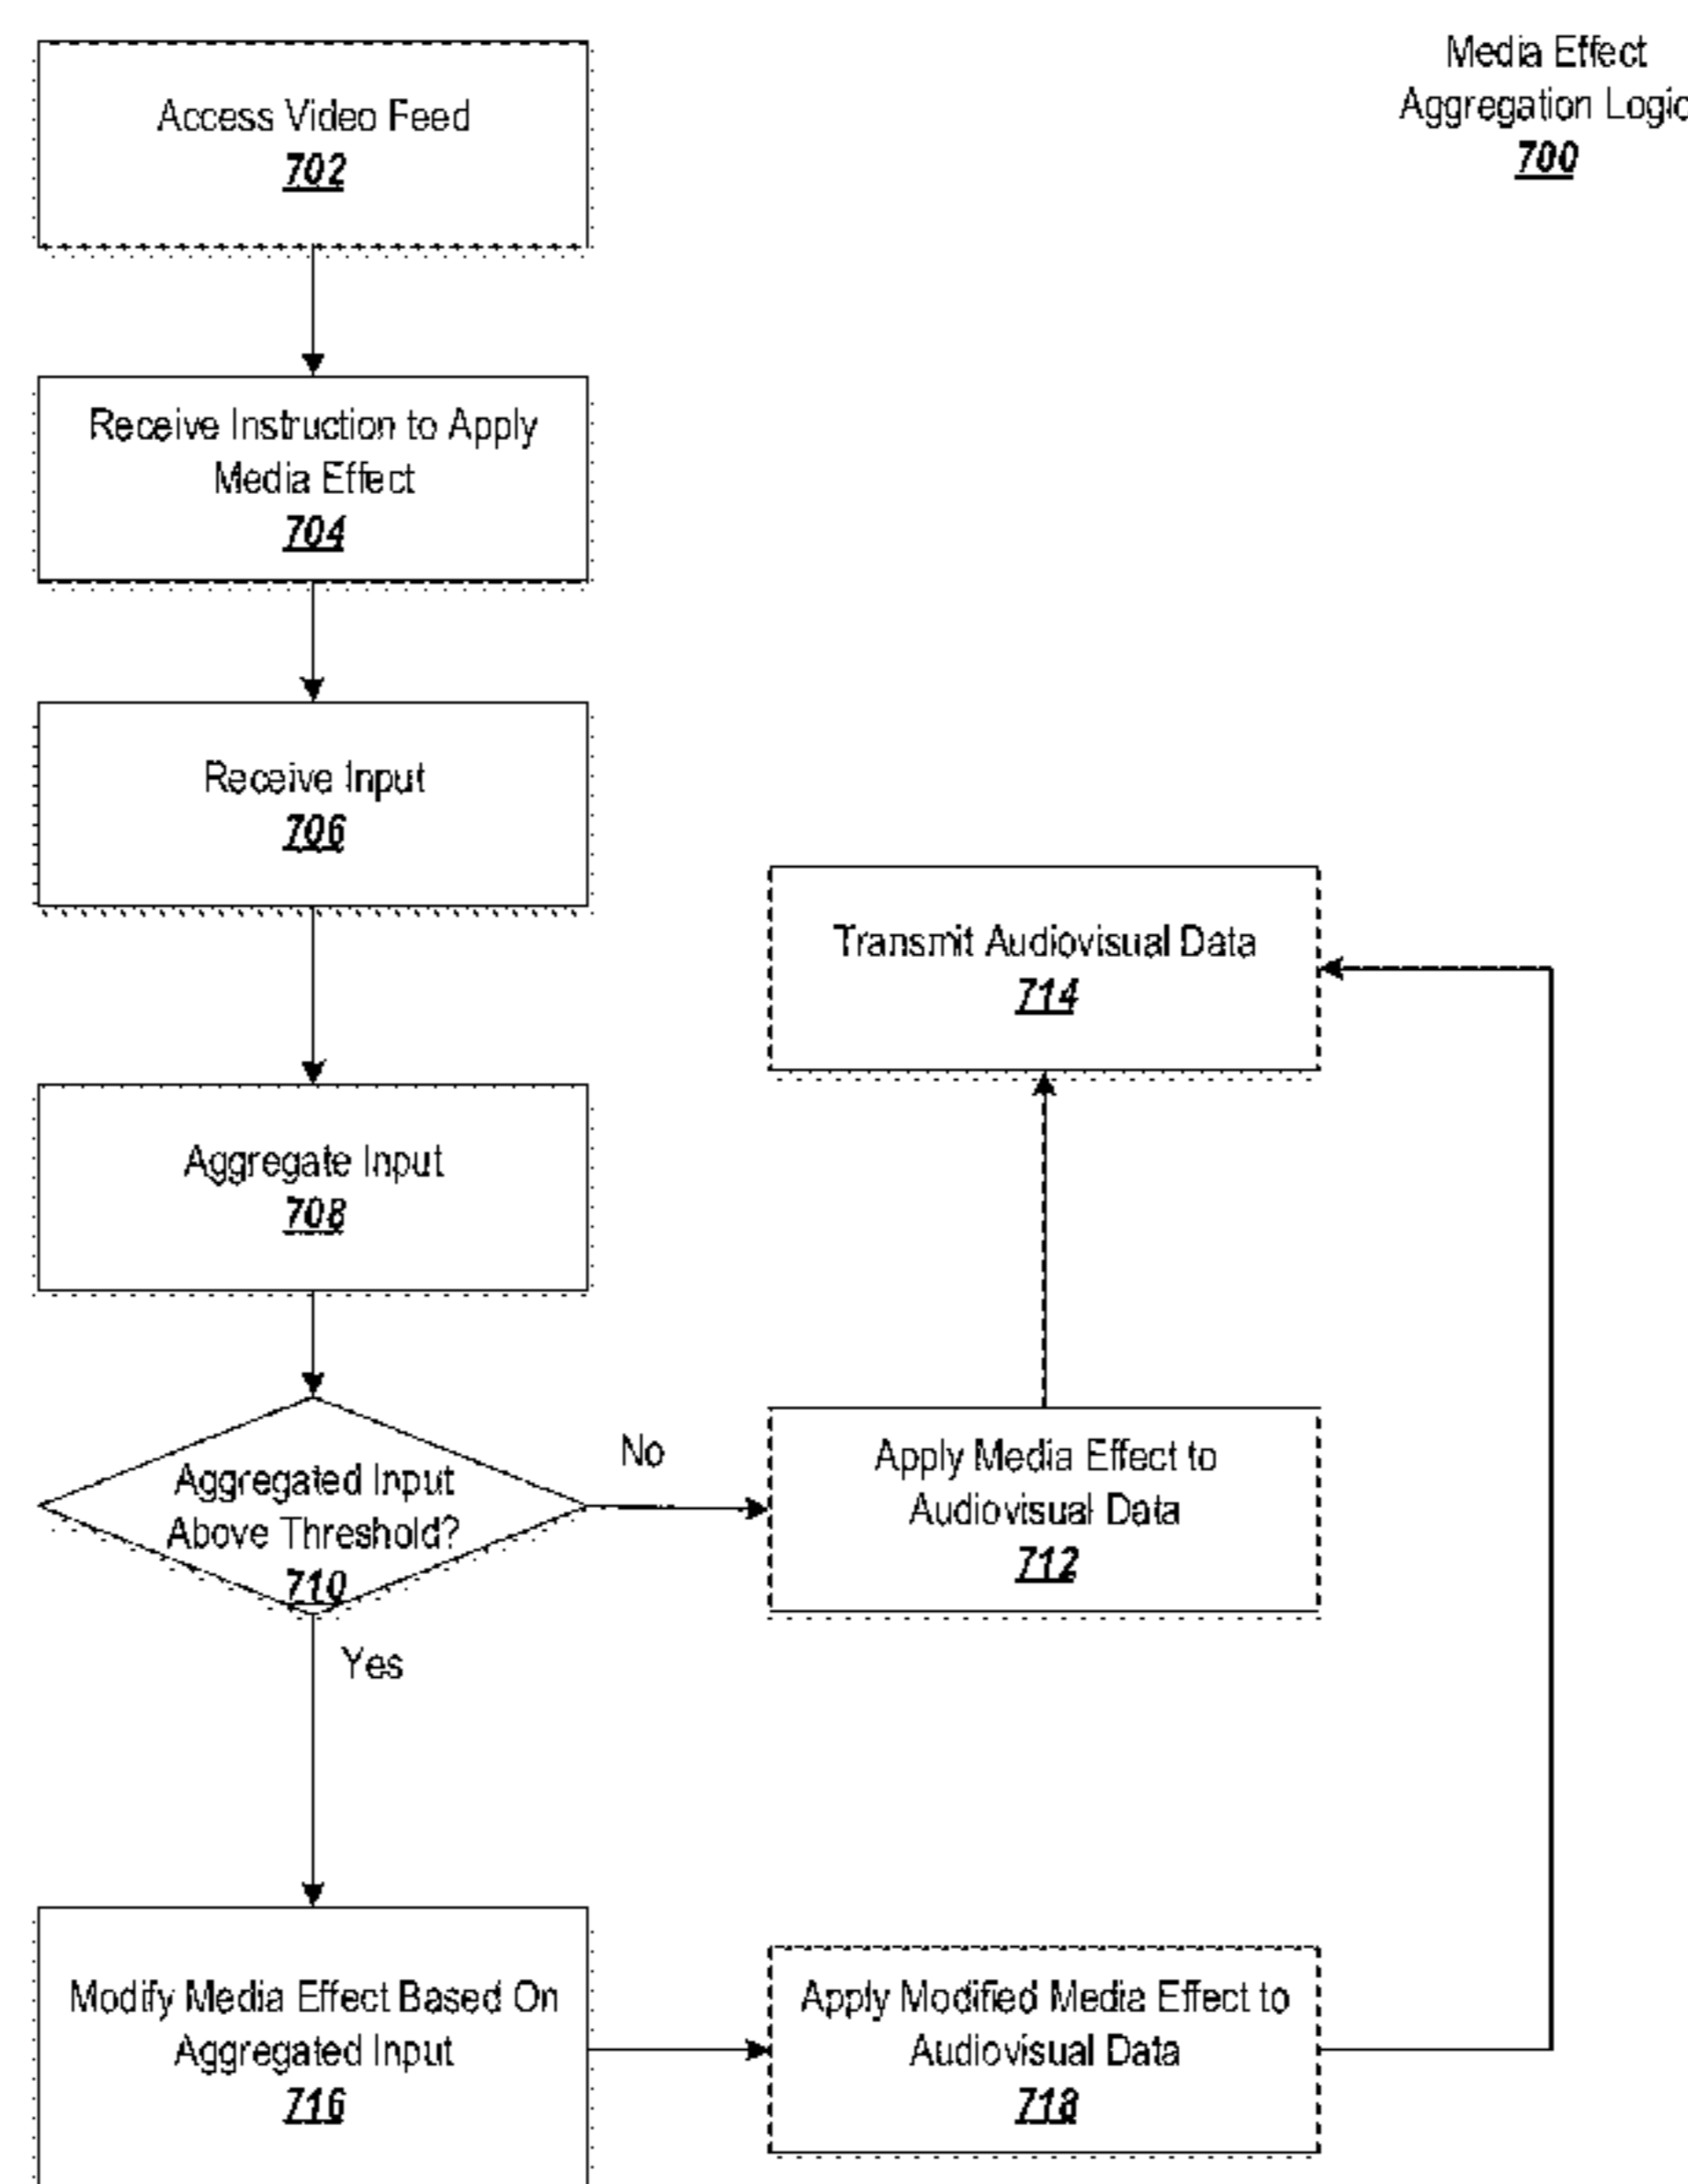 Media Effect
Aggregation Logic
700
Access Video Feed
702
Receive Instruction to Apply
Media Effect
704
Receive Input
706
Transmit Audiovisual Data
714
Aggregate Input
708
Aggregated Input
Above Threshold?
710
No
Yes
Apply Media Effect to
Audiovisual Data
712
Modify Media Effect Based On
Aggregated Input
716
Apply Modified Media Effect to
Audiovisual Data
718